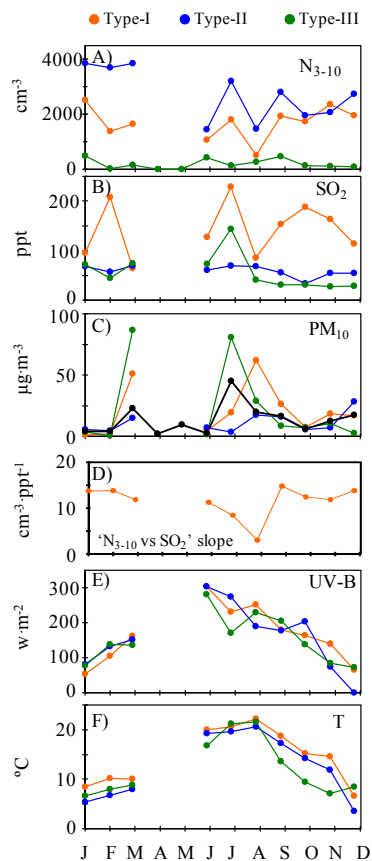 Type-I Type-II Type-III
A) N3-10
4000
2000
0
cm-3
B) SO2
200
100
0
ppt
C) PM10
100
50
0
µg·m-3
D)
20
10
0
cm-3·ppt-1
‘N3-10 vs SO2’ slope
E) UV-B
300
200
100
0
w·m-2
F) T
20
10
0
ºC
J F M A M J J A S O N D